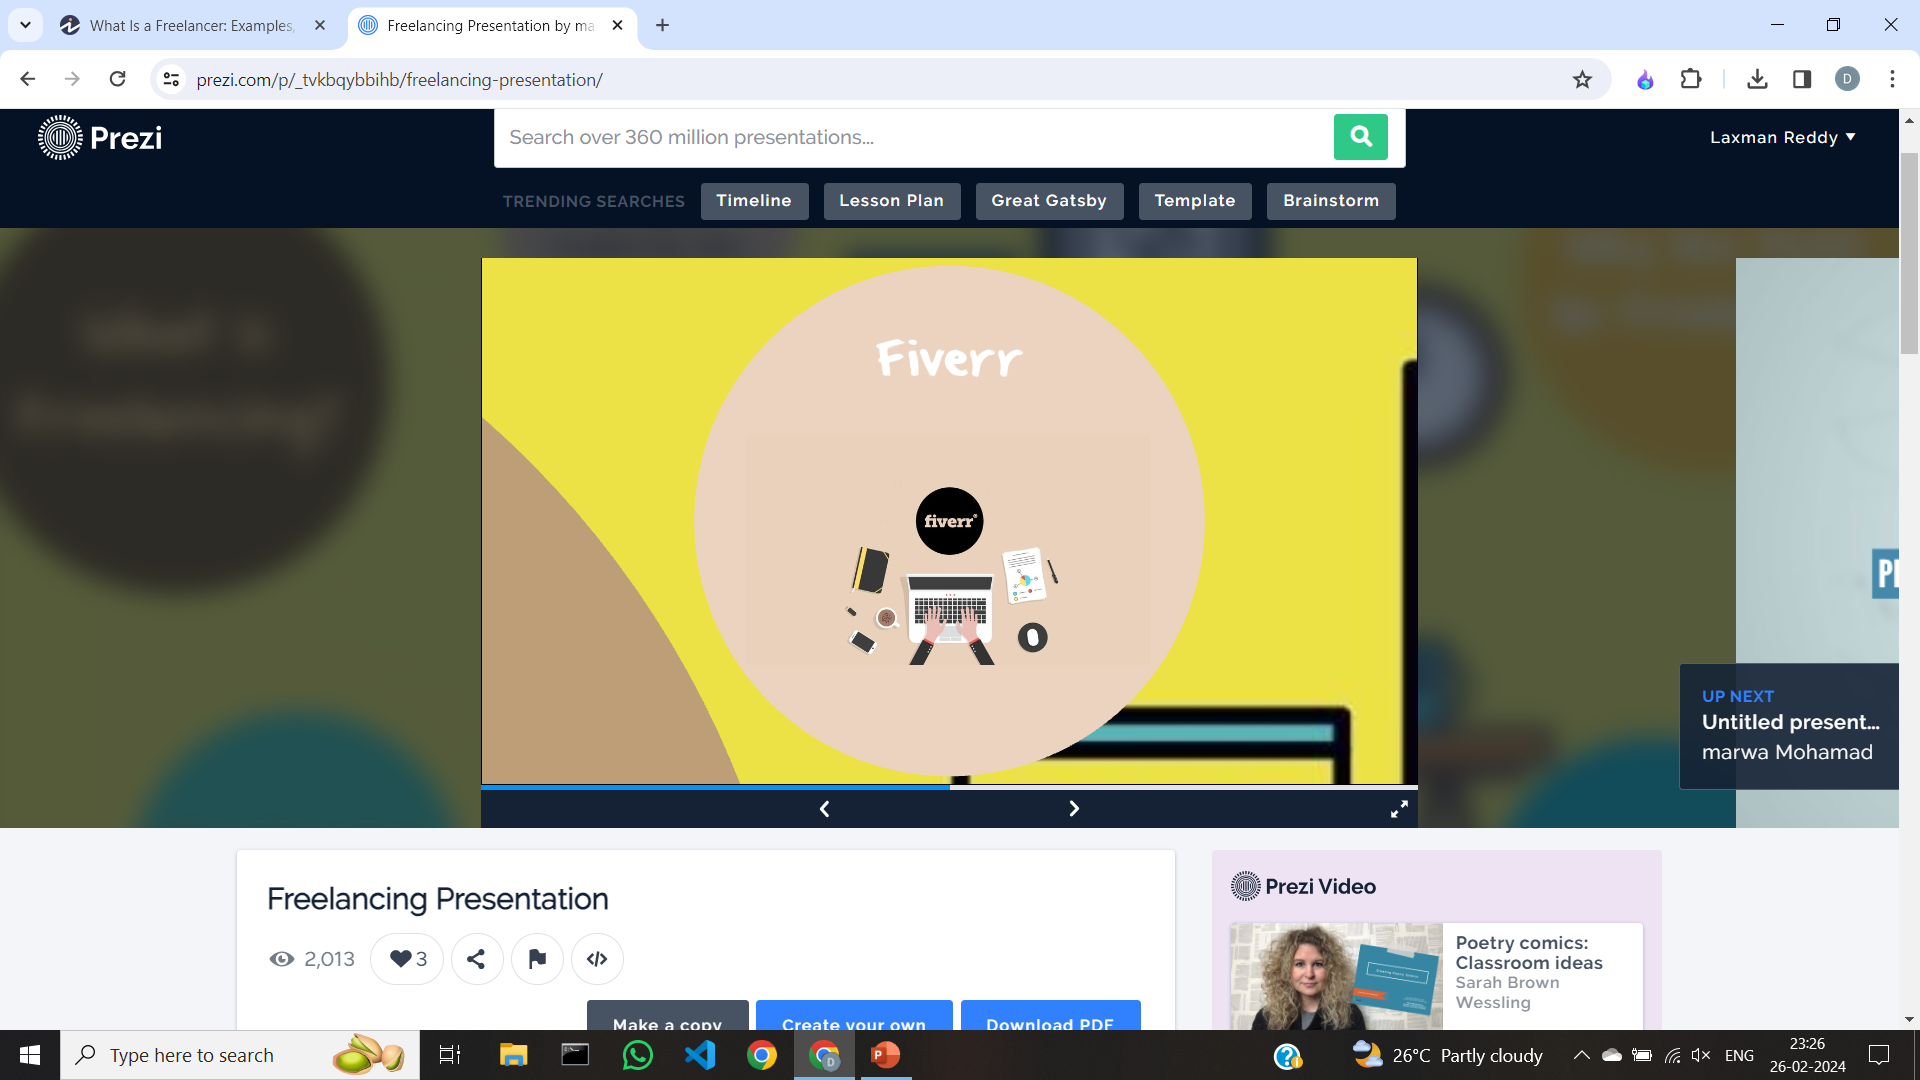 What Is a Freelancer: Examples,
Freelancing Presentation by ma
prezi.com/p/_tvkbqybbihb/freelancing-presentation/
D
Prezi
Search over 360 million presentations...
Laxman Reddy
TRENDING SEARCHES
Timeline
Lesson Plan
Great Gatsby
Template
Brainstorm
What is
Freelancing?
Fiverr
fiverr
UP NEXT
Untitled present...
marwa Mohamad
Freelancing Presentation
2,013
3
Make a copy
Create your own
Download PDF
Prezi Video
Poetry comics:
Classroom ideas
Sarah Brown
Wessling
Type here to search
26°C Partly cloudy
ENG
23:26
26-02-2024